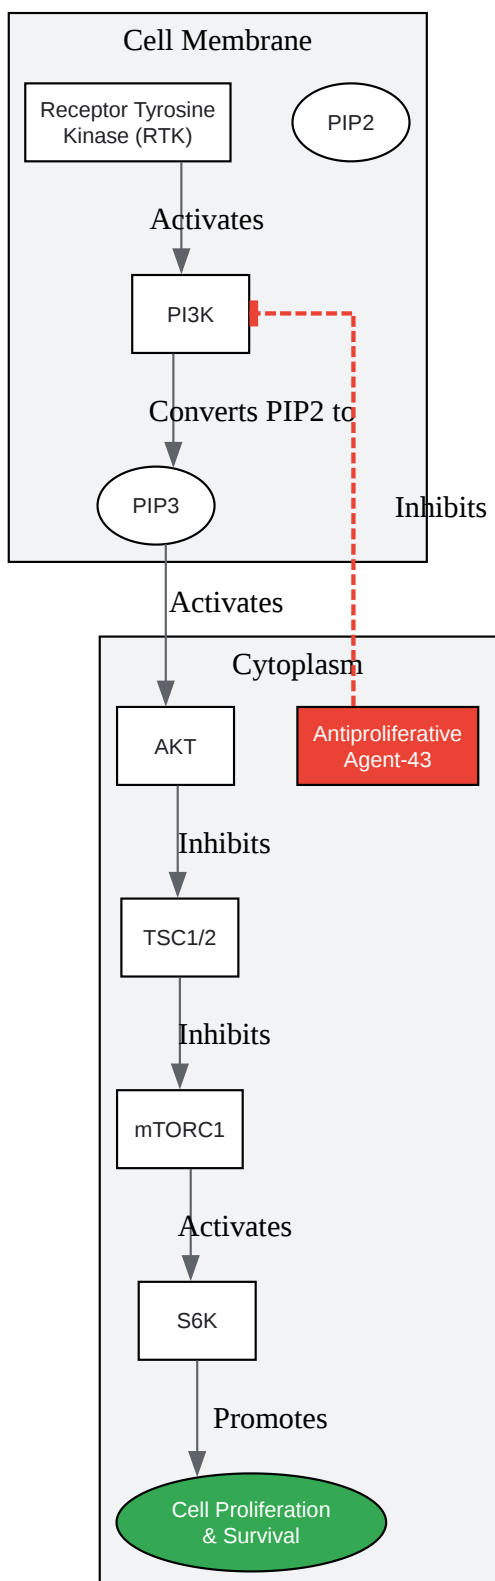 Cell Membrane
Receptor Tyrosine
Kinase (RTK)
PIP2
Activates
PI3K
Converts PIP2 to
PIP3
Inhibits
Activates
Cytoplasm
AKT
Antiproliferative
Agent-43
Inhibits
TSC1/2
Inhibits
mTORC1
Activates
S6K
Promotes
Cell Proliferation
& Survival